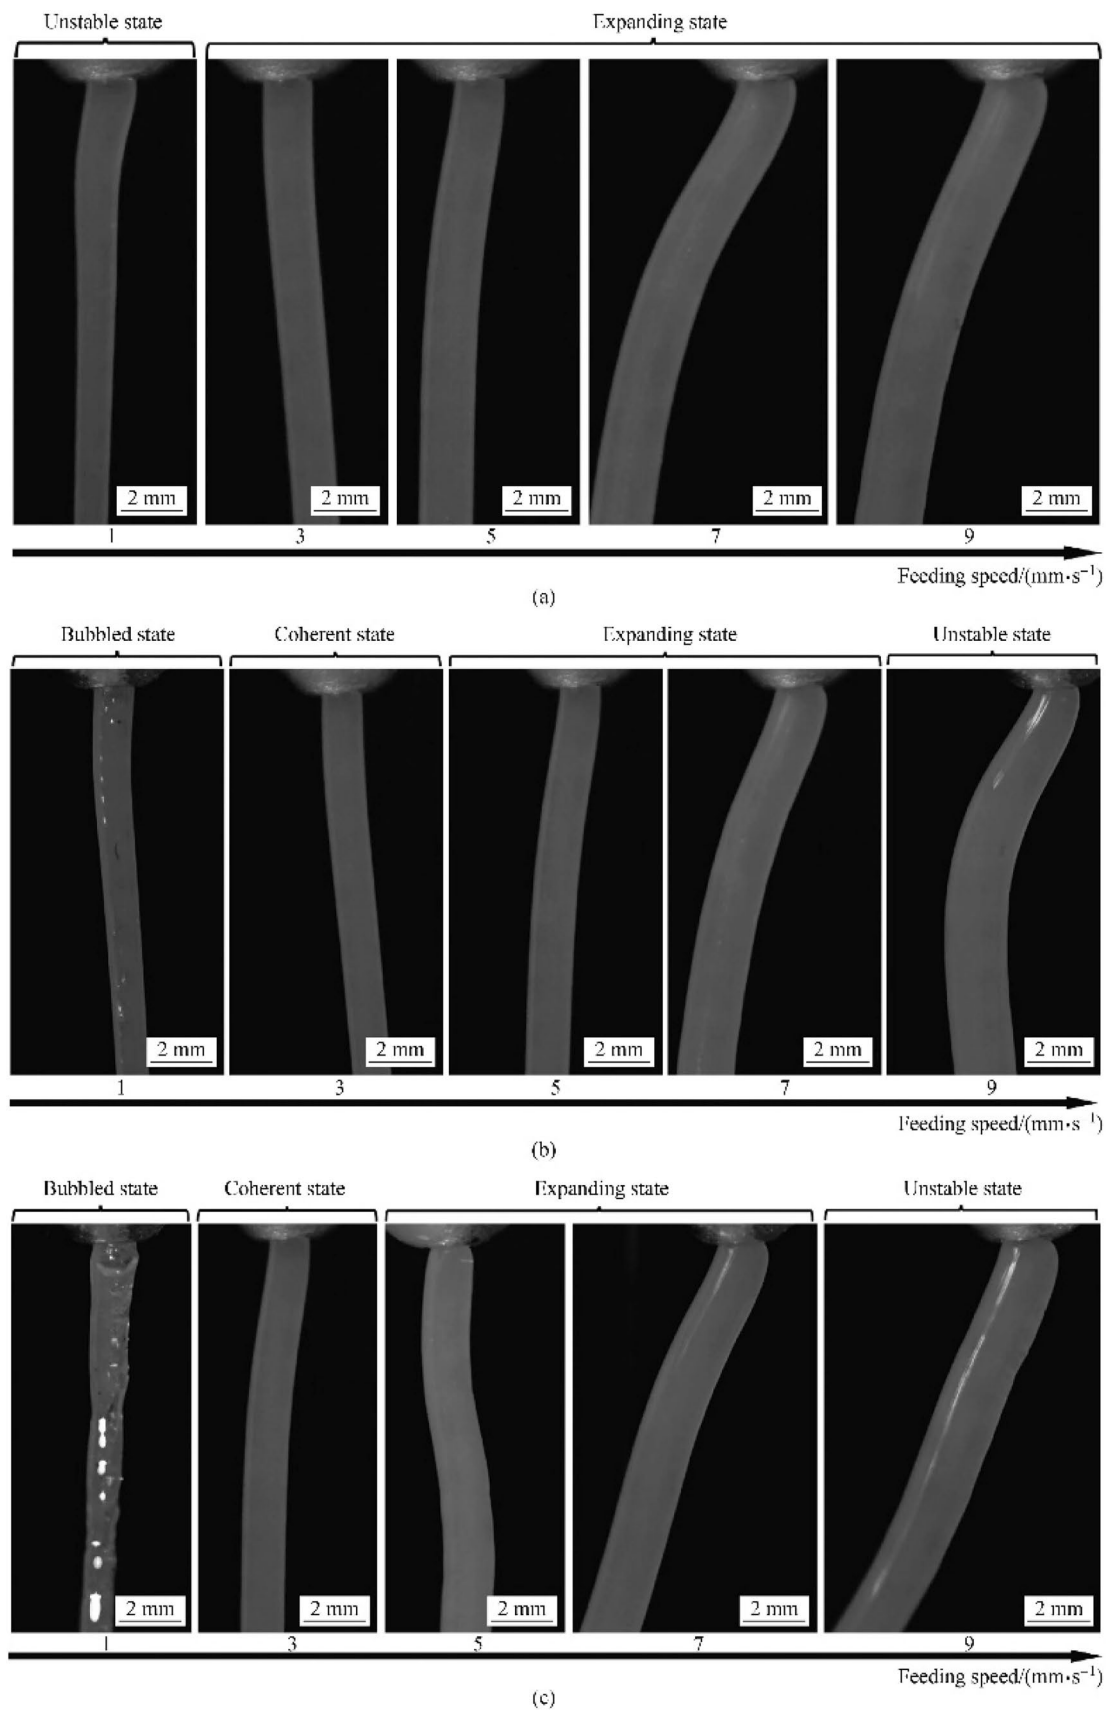 Unstable state Expanding state
2 mm 2 mm 2 mm 2 mm 2 mm
1 3 5 7 9
Feeding speed/(mm·s⁻¹)
(a)
Bubbled state Coherent state Expanding state Unstable state
2 mm 2 mm 2 mm 2 mm 2 mm
1 3 5 7 9
Feeding speed/(mm·s⁻¹)
(b)
Bubbled state Coherent state Expanding state Unstable state
2 mm 2 mm 2 mm 2 mm 2 mm
1 3 5 7 9
Feeding speed/(mm·s⁻¹)
(c)